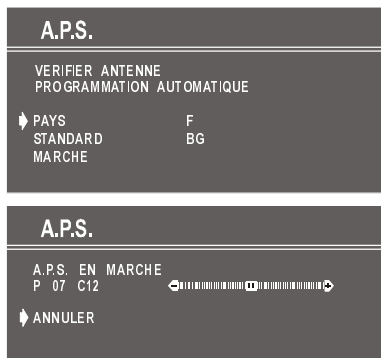 A.P.S.
VERIFIER ANTENNE
PROGRAMMATION AUTOMATIQUE
PAYS F
STANDARD BG
MARCHE
A.P.S.
A.P.S. EN MARCHE
P 07 C12
ANNULER